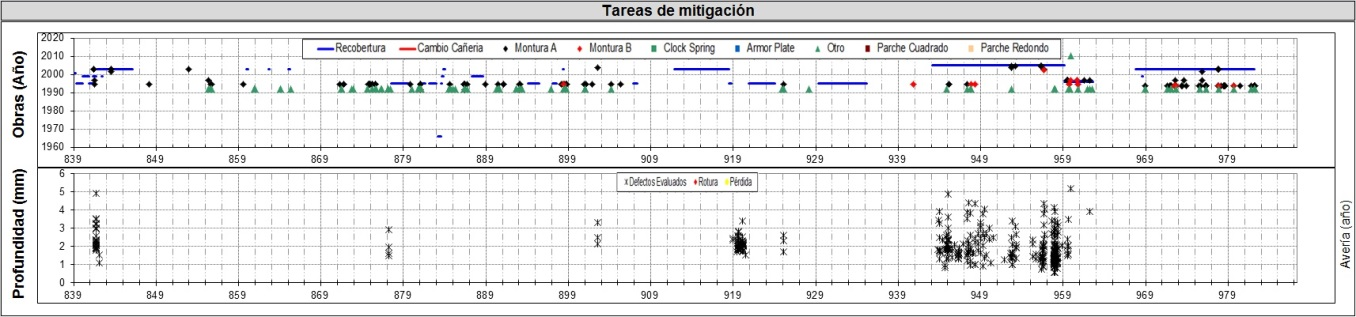 Tareas de mitigación
Obras (Año)
2020
2010
2000
1990
1980
1970
1960
Recobertura Cambio Cañeria Montura A Montura B Clock Spring Armor Plate Otro Parche Cuadrado Parche Redondo
839 849 859 869 879 889 899 909 919 929 939 949 959 969 979
Profundidad (mm)
6
5
4
3
2
1
0
Defectos Evaluados Rotura Pérdida
839 849 859 869 879 889 899 909 919 929 939 949 959 969 979
Avería (año)